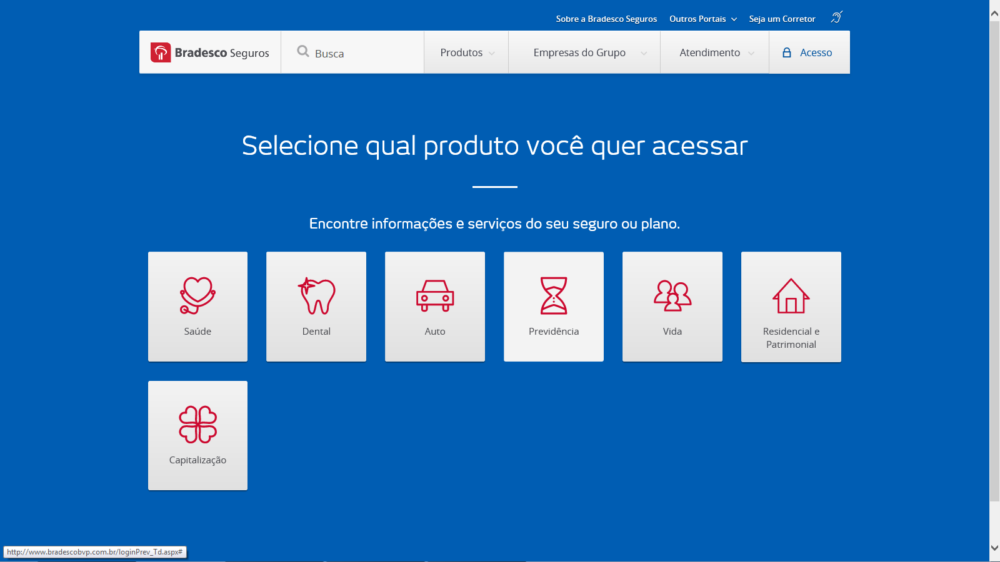 Sobre a Bradesco Seguros Outros Portais Seja um Corretor
Bradesco Seguros Busca Produtos Empresas do Grupo Atendimento Acesso
Selecione qual produto você quer acessar
Encontre informações e serviços do seu seguro ou plano.
Saúde
Dental
Auto
Previdência
Vida
Residencial e
Patrimonial
Capitalização
http://www.bradescobvp.com.br/loginPrev_Td.aspx#